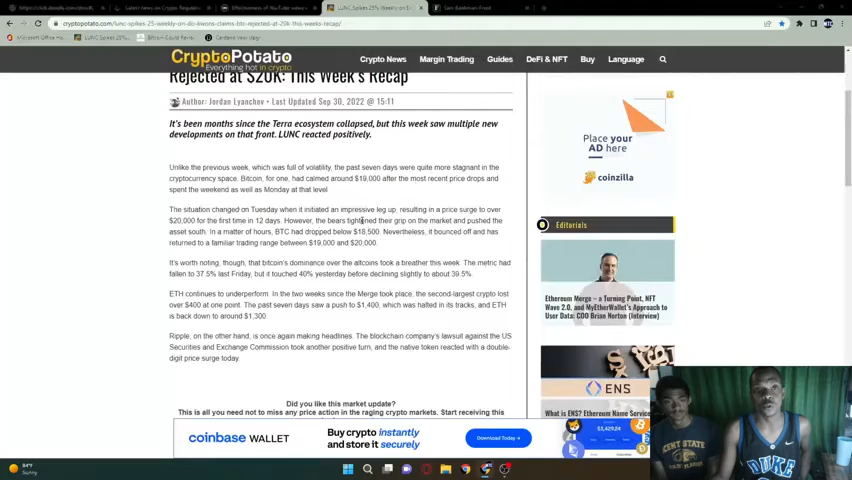 LUNC Spikes 25% Weekly on D
Sam Bankman-Fried
cryptopotato.com/lunc-spikes-25-weekly-on-do-kwons-claims-btc-rejected-at-20k-this-weeks-recap/
Microsoft Office Ho
LUNC Spikes 25%
Bitcoin Could Parab
Cardano News
CryptoPotato
Everything hot in crypto
Crypto News
Margin Trading
Guides
DeFi & NFT
Buy
Language
Rejected at $20K: This Week's Recap
Author: Jordan Lyanchev • Last Updated Sep 30, 2022 @ 15:11
It's been months since the Terra ecosystem collapsed, but this week saw multiple new
developments on that front. LUNC reacted positively.
Unlike the previous week, which was full of volatility, the past seven days were quite more stagnant in the
cryptocurrency space. Bitcoin, for one, had calmed around $19,000 after the most recent price drops and
spent the weekend as well as Monday at that level
The situation changed on Tuesday when it initiated an impressive leg up, resulting in a price surge to over
$20,000 for the first time in 12 days. However, the bears tightened their grip on the market and pushed the
asset south. In a matter of hours, BTC had dropped below $18,500. Nevertheless, it bounced off and has
returned to a familiar trading range between $19,000 and $20,000.
It's worth noting, though, that bitcoin's dominance over the altcoins took a breather this week. The metric had
fallen to 37.5% last Friday, but it touched 40% yesterday before declining slightly to about 39.5%.
ETH continues to underperform. In the two weeks since the Merge took place, the second-largest crypto lost
over $400 at one point. The past seven days saw a push to $1,400, which was halted in its tracks, and ETH
is back down to around $1,300.
Ripple, on the other hand, is once again making headlines. The blockchain company's lawsuit against the US
Securities and Exchange Commission took another positive turn, and the native token reacted with a double-
digit price surge today.
Did you like this market update?
This is all you need not to miss any price action in the raging crypto markets. Start receiving this
Place your
AD here
coinzilla
Editorials
Ethereum Merge – a Turning Point, NFT
Wave 2.0, and MyEtherWallet's Approach to
User Data: COO Brian Norton (Interview)
ENS
What is ENS? Ethereum Name Service
coinbase WALLET
Buy crypto instantly
and store it securely
Download Today →
$3,429.24
KENT STATE
DUKE
84°F
Sunny